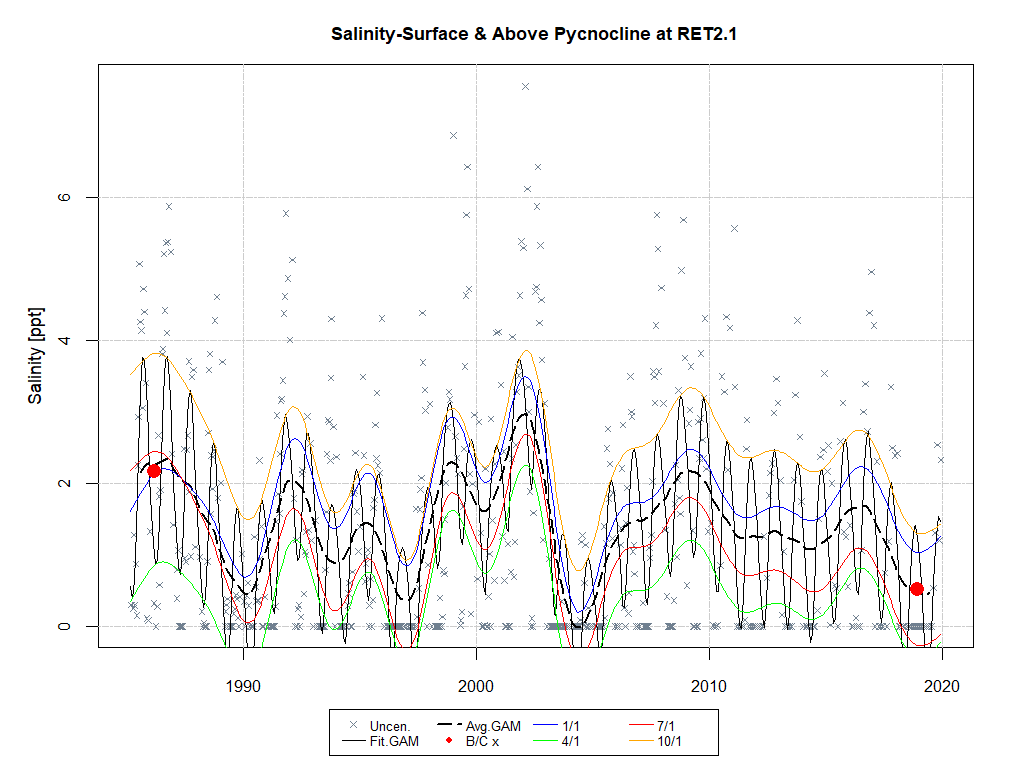 Salinity-Surface & Above Pycnocline at RET2.1
Salinity [ppt]
6
4
2
0
1990 2000 2010 2020
Uncen. Avg.GAM 1/1 7/1
Fit.GAM B/C x 4/1 10/1